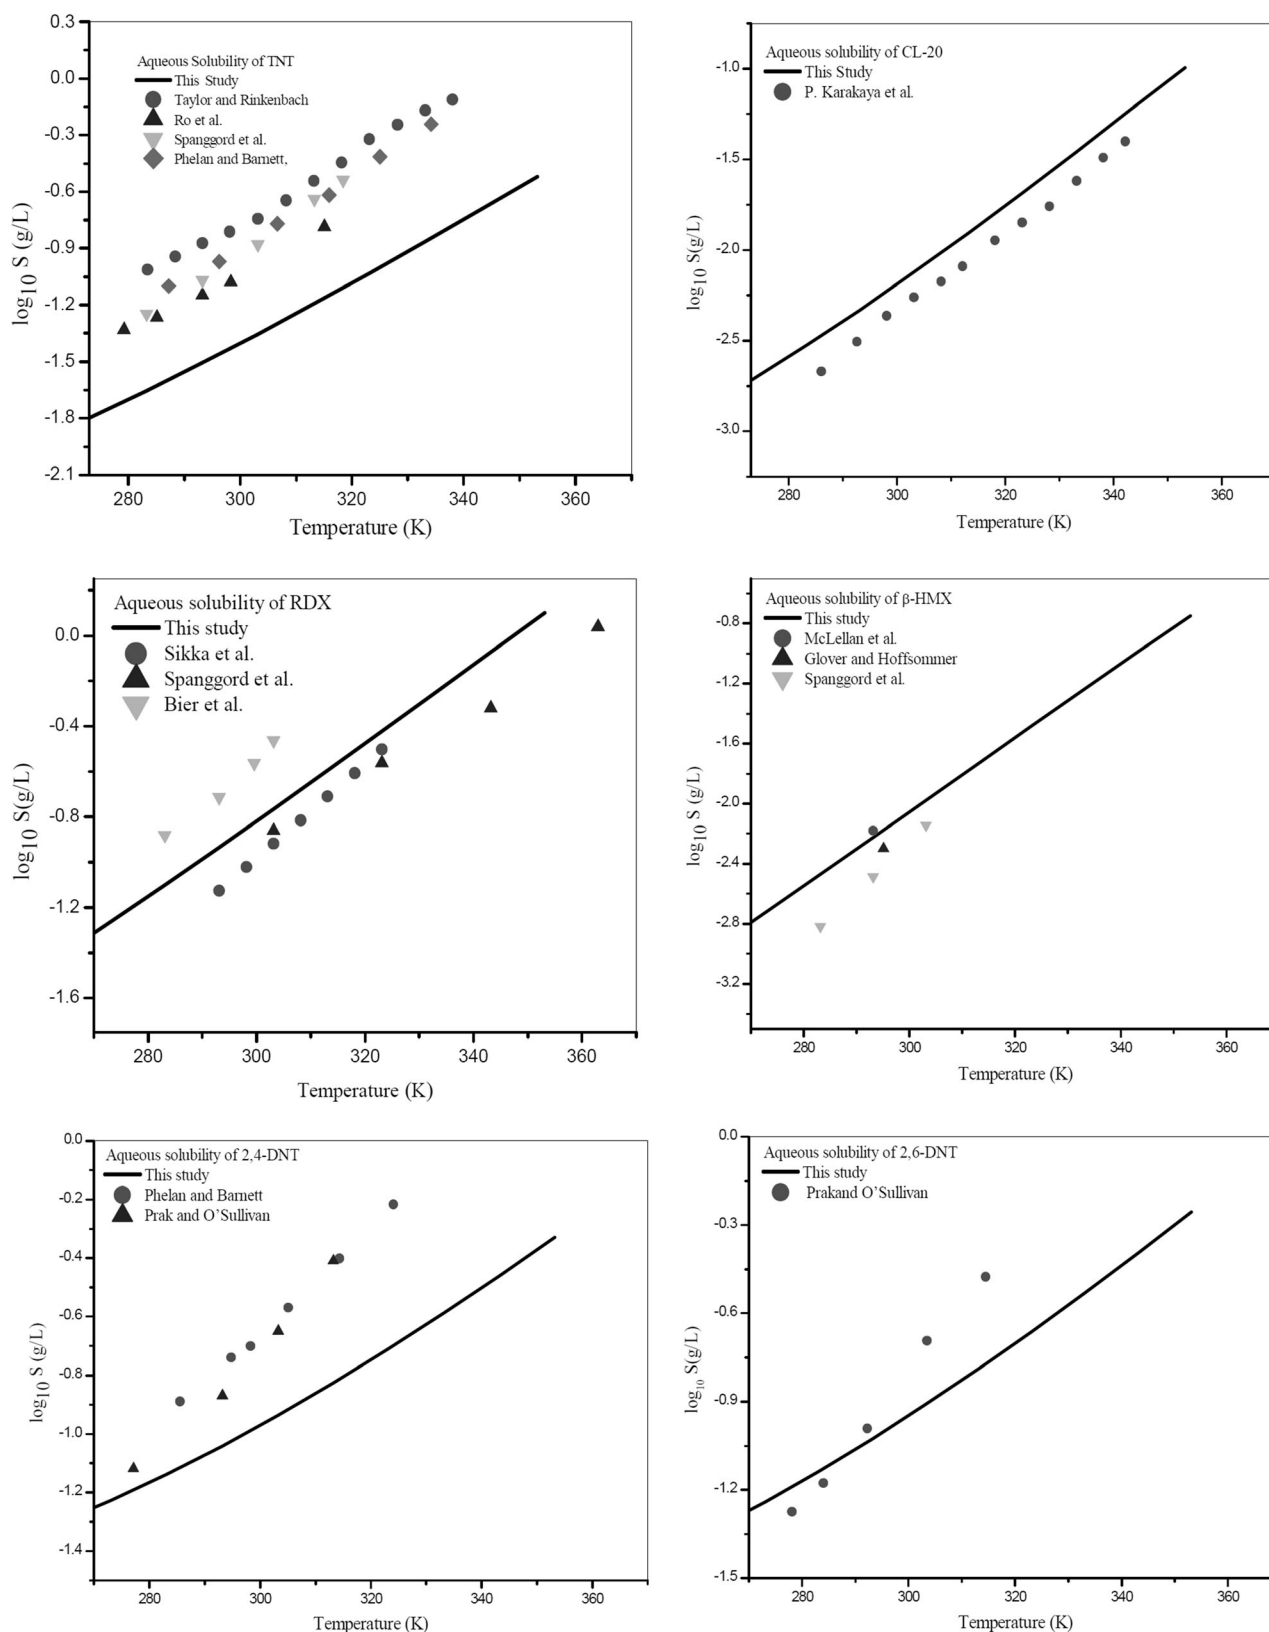 0.3
0.0
-0.3
-0.6
-0.9
-1.2
-1.5
-1.8
-2.1
log10 S (g/L)
Aqueous Solubility of TNT
This Study
Taylor and Rinkenbach
Ro et al.
Spanggord et al.
Phelan and Barnett,
280 300 320 340 360
Temperature (K)
-1.0
-1.5
-2.0
-2.5
-3.0
log10 S(g/L)
Aqueous solubility of CL-20
This Study
P. Karakaya et al.
280 300 320 340 360
Temperature (K)
0.0
-0.4
-0.8
-1.2
-1.6
log10 S(g/L)
Aqueous solubility of RDX
This study
Sikka et al.
Spanggord et al.
Bier et al.
280 300 320 340 360
Temperature (K)
-0.8
-1.2
-1.6
-2.0
-2.4
-2.8
-3.2
log10 S (g/L)
Aqueous solubility of β-HMX
This study
McLellan et al.
Glover and Hoffsommer
Spanggord et al.
280 300 320 340 360
Temperature (K)
0.0
-0.2
-0.4
-0.6
-0.8
-1.0
-1.2
-1.4
log10 S (g/L)
Aqueous solubility of 2,4-DNT
This study
Phelan and Barnett
Prak and O’Sullivan
280 300 320 340 360
Temperature (K)
0.0
-0.3
-0.6
-0.9
-1.2
-1.5
log10 S(g/L)
Aqueous solubility of 2,6-DNT
This study
Prakand O’Sullivan
280 300 320 340 360
Temperature (K)